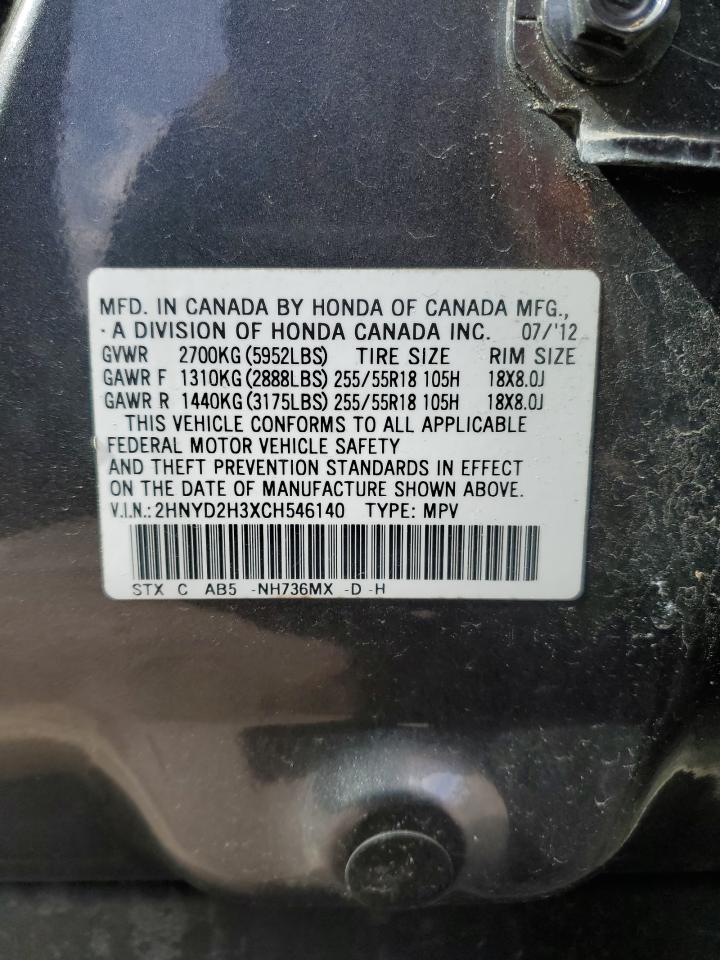 MFD. IN CANADA BY HONDA OF CANADA MFG.,
A DIVISION OF HONDA CANADA INC. 07/'12
GVWR 2700KG (5952LBS) TIRE SIZE RIM SIZE
GAWR F 1310KG (2888LBS) 255/55R18 105H 18X8.0J
GAWR R 1440KG (3175LBS) 255/55R18 105H 18X8.0J
THIS VEHICLE CONFORMS TO ALL APPLICABLE
FEDERAL MOTOR VEHICLE SAFETY
AND THEFT PREVENTION STANDARDS IN EFFECT
ON THE DATE OF MANUFACTURE SHOWN ABOVE.
V.I.N.: 2HNYD2H3XCH546140 TYPE: MPV
STX C AB5 -NH736MX -D -H